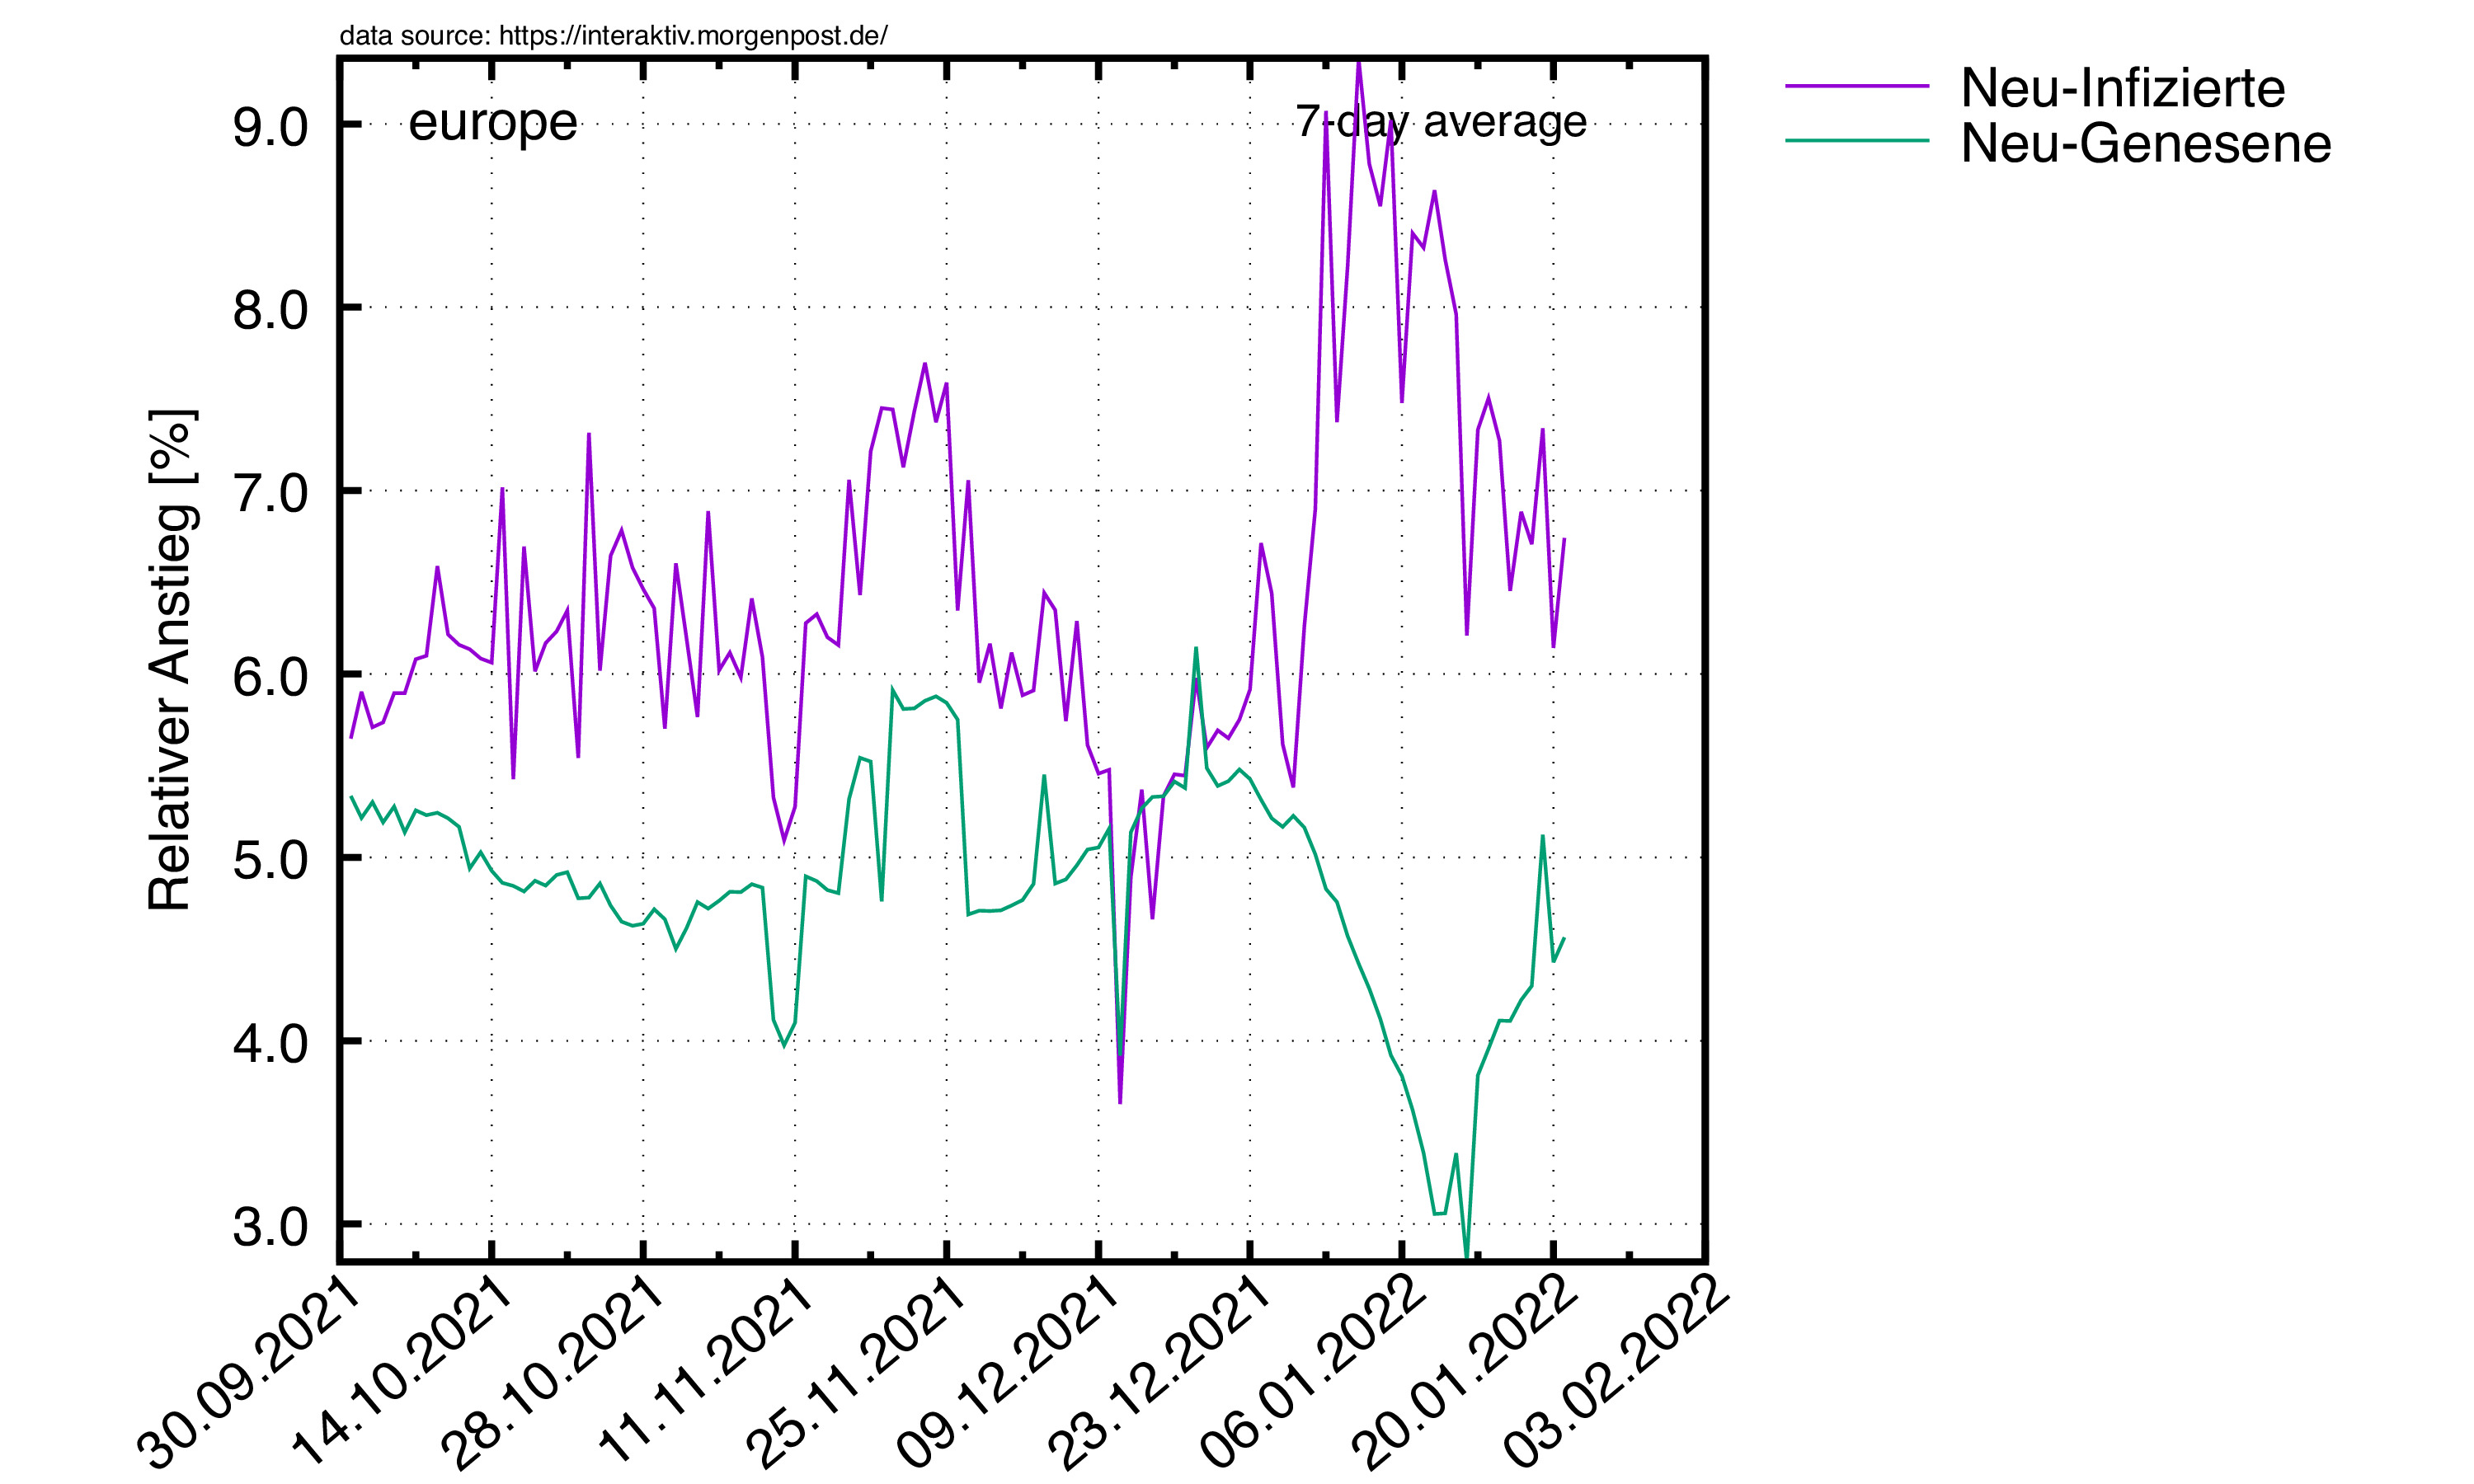 data source: https://interaktiv.morgenpost.de/
europe
7-day average
Neu-Infizierte
Neu-Genesene
Relativer Anstieg [%]
9.0
8.0
7.0
6.0
5.0
4.0
3.0
30.09.2021
14.10.2021
28.10.2021
11.11.2021
25.11.2021
09.12.2021
23.12.2021
06.01.2022
20.01.2022
03.02.2022